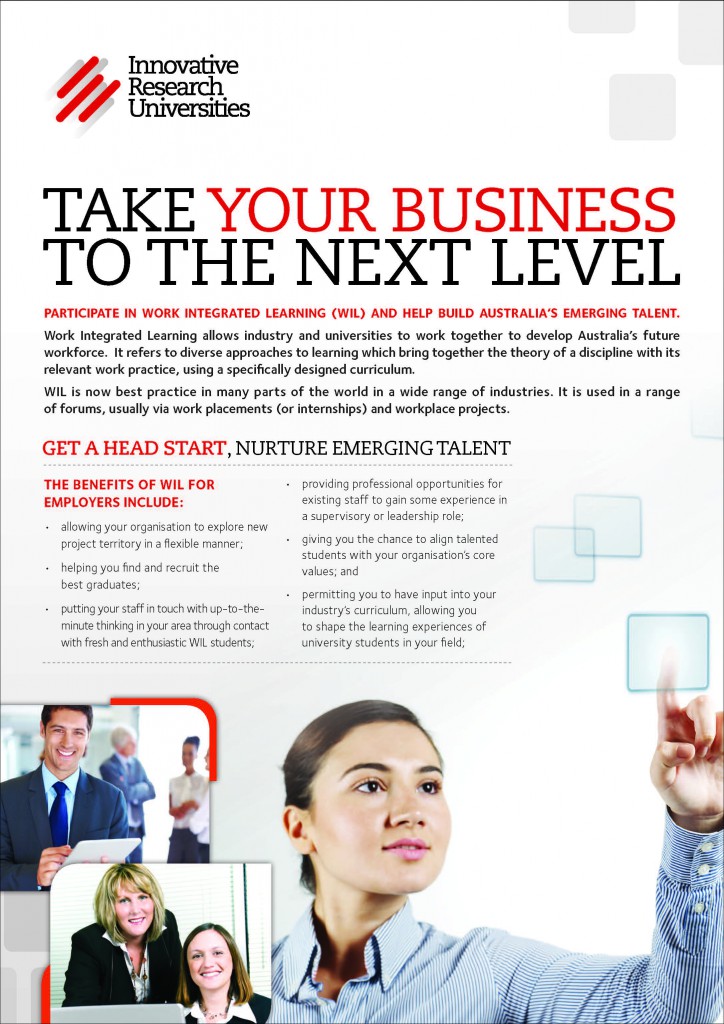 Innovative
Research
Universities
TAKE YOUR BUSINESS
TO THE NEXT LEVEL
PARTICIPATE IN WORK INTEGRATED LEARNING (WIL) AND HELP BUILD AUSTRALIA'S EMERGING TALENT.
Work Integrated Learning allows industry and universities to work together to develop Australia's future
workforce. It refers to diverse approaches to learning which bring together the theory of a discipline with its
relevant work practice, using a specifically designed curriculum.
WIL is now best practice in many parts of the world in a wide range of industries. It is used in a range
of forums, usually via work placements (or internships) and workplace projects.
GET A HEAD START, NURTURE EMERGING TALENT
THE BENEFITS OF WIL FOR
EMPLOYERS INCLUDE:
• allowing your organisation to explore new
project territory in a flexible manner;
• helping you find and recruit the
best graduates;
• putting your staff in touch with up-to-the-
minute thinking in your area through contact
with fresh and enthusiastic WIL students;
• providing professional opportunities for
existing staff to gain some experience in
a supervisory or leadership role;
• giving you the chance to align talented
students with your organisation's core
values; and
• permitting you to have input into your
industry's curriculum, allowing you
to shape the learning experiences of
university students in your field;